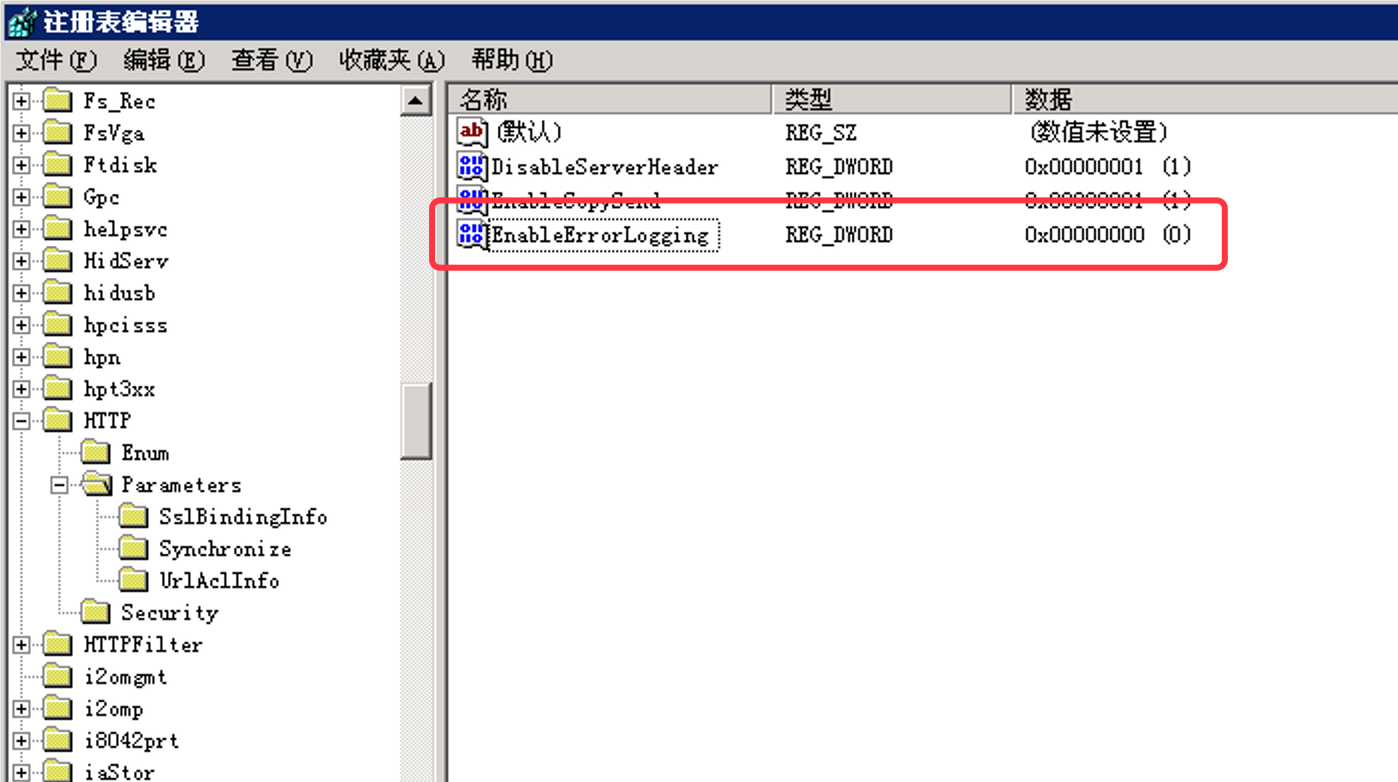 注册表编辑器
文件(F) 编辑(E) 查看(V) 收藏夹(A) 帮助(H)
Fs_Rec
FsVga
Ftdisk
Gpc
helpsvc
HidServ
hidusb
hpcisss
hpn
hpt3xx
HTTP
Enum
Parameters
SslBindingInfo
Synchronize
UrlAclInfo
Security
HTTPFilter
i2omgmt
i2omp
i8042prt
iaStor
名称 类型 数据
(默认) REG_SZ (数值未设置)
DisableServerHeader REG_DWORD 0x00000001 (1)
EnableCopySend REG_DWORD 0x00000001 (1)
EnableErrorLogging REG_DWORD 0x00000000 (0)